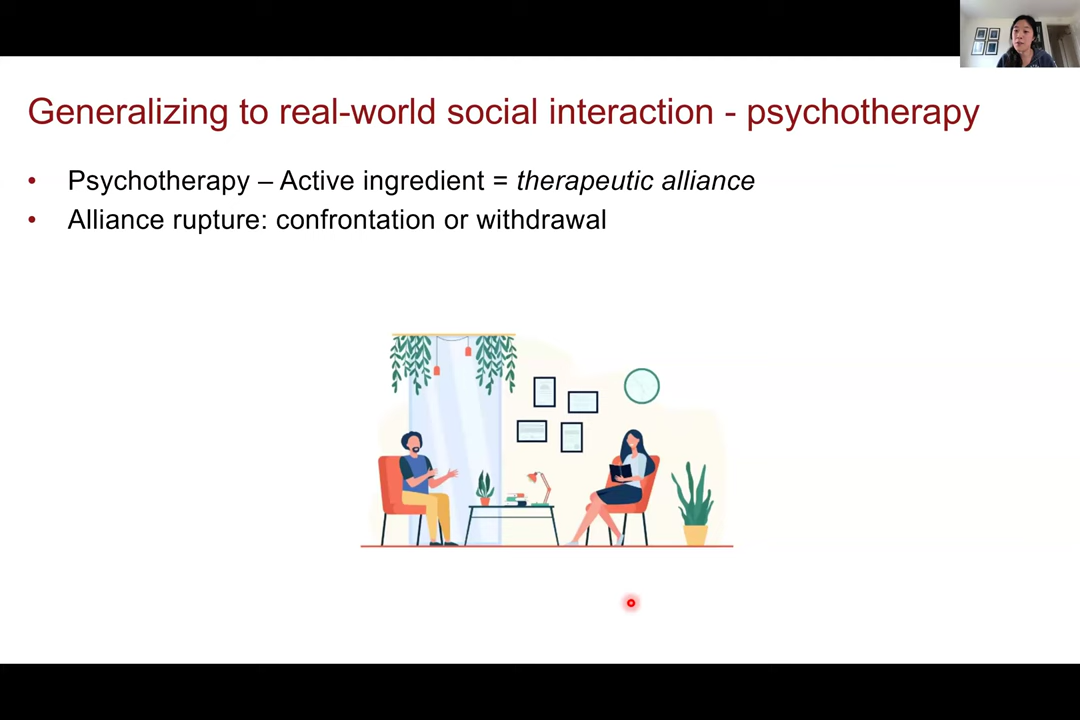 Generalizing to real-world social interaction - psychotherapy
• Psychotherapy – Active ingredient = therapeutic alliance
• Alliance rupture: confrontation or withdrawal